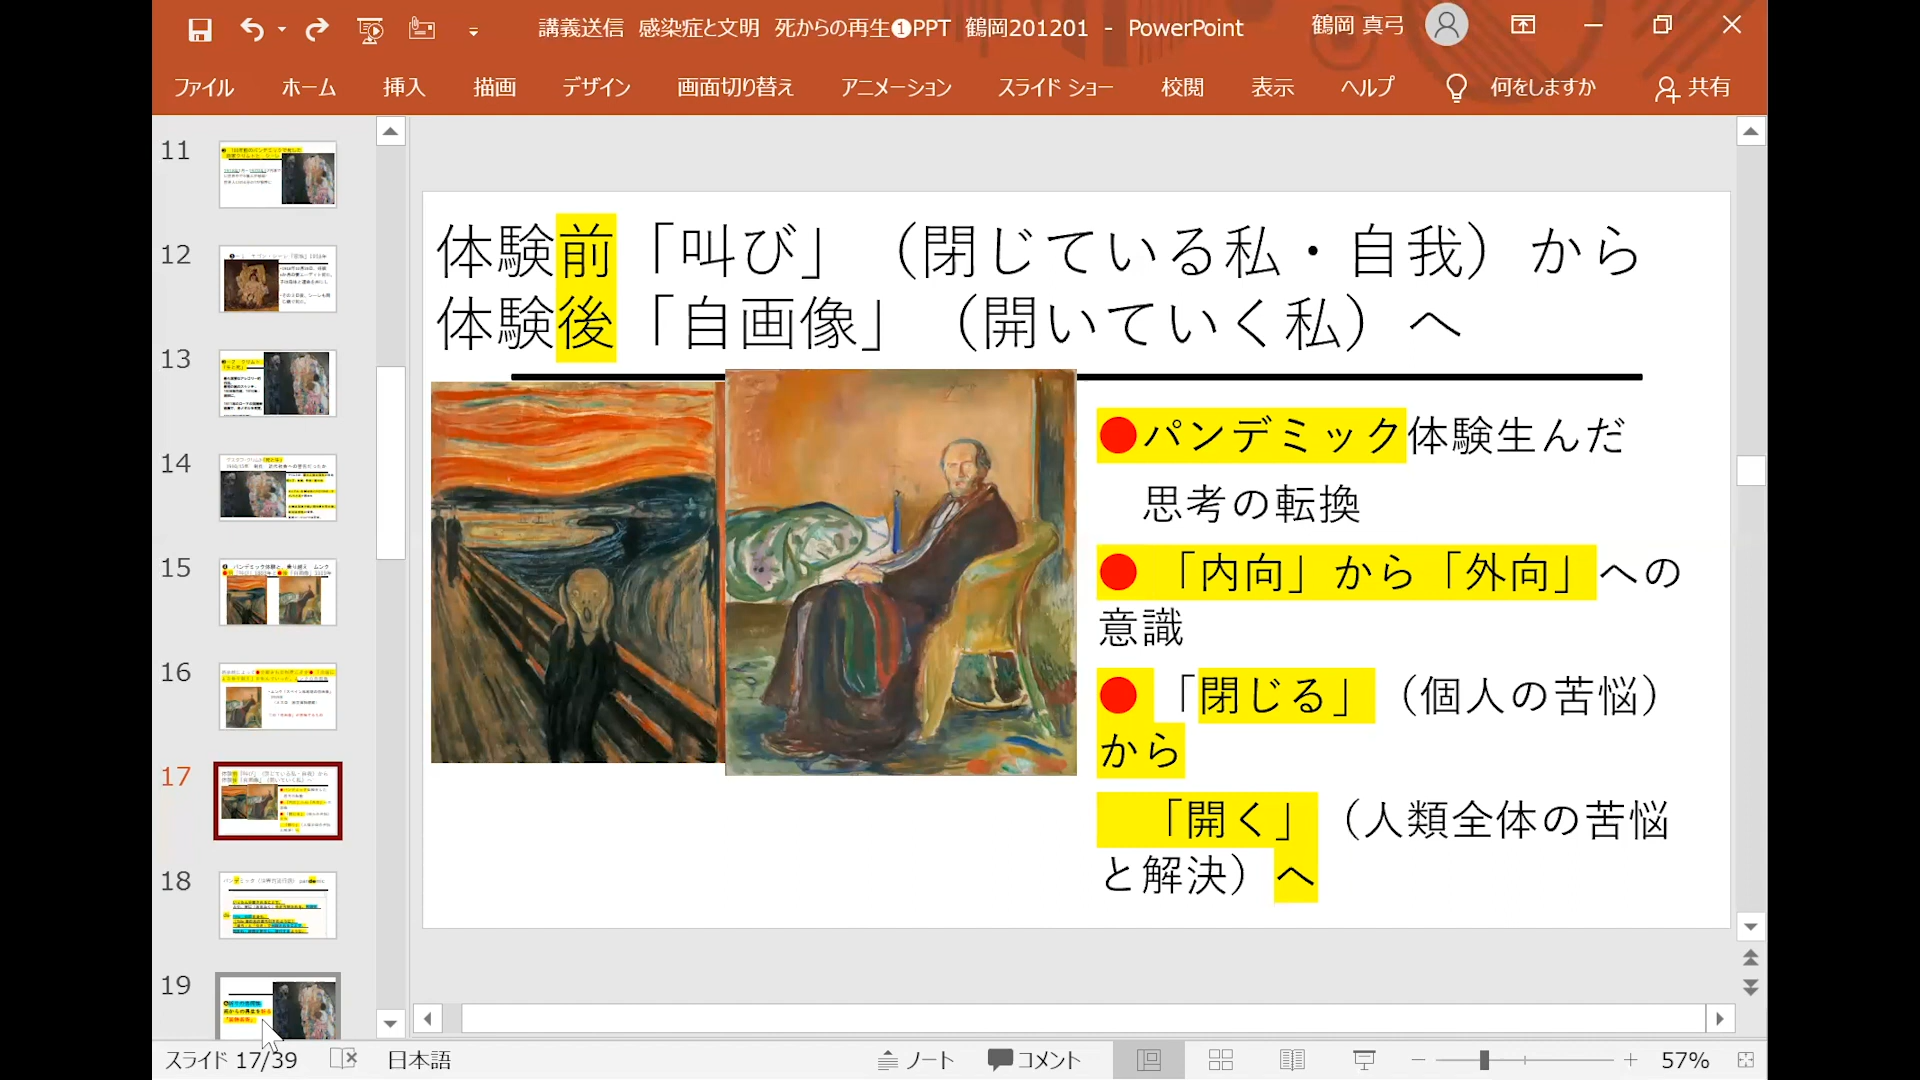 講義送信 感染症と文明 死からの再生❶PPT 鶴岡201201 - PowerPoint
鶴岡 真弓
ファイル ホーム 挿入 描画 デザイン 画面切り替え アニメーション スライド ショー 校閲 表示 ヘルプ 何をしますか 共有
11
12
13
14
15
16
17
18
19
体験前「叫び」（閉じている私・自我）から
体験後「自画像」（開いていく私）へ
●パンデミック体験生んだ
思考の転換
●「内向」から「外向」への
意識
●「閉じる」（個人の苦悩）
から
「開く」（人類全体の苦悩
と解決）へ
スライド 17/39 日本語 ノート コメント 57%